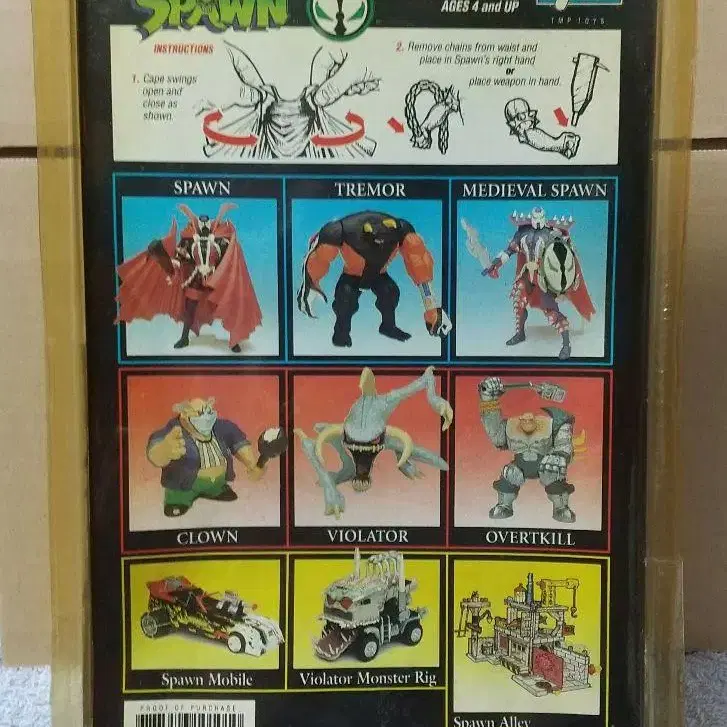 SPAWN
AGES 4 and UP
TMP TOYS
INSTRUCTIONS
1. Cape swings
open and
close as
shown.
2. Remove chains from waist and
place in Spawn's right hand
or
place weapon in hand.
SPAWN
TREMOR
MEDIEVAL SPAWN
CLOWN
VIOLATOR
OVERTKILL
Spawn Mobile
Violator Monster Rig
Spawn Alley
PROOF OF PURCHASE